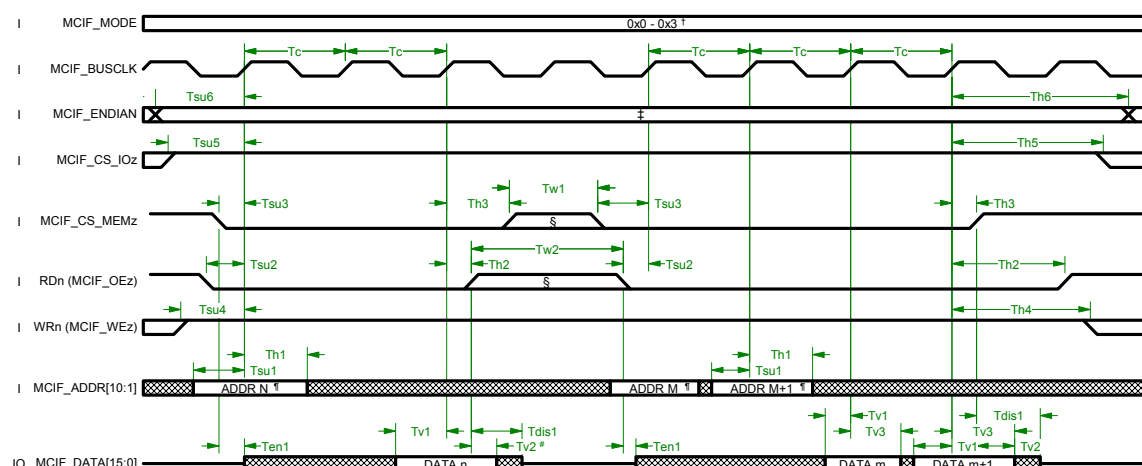 I MCIF_MODE 0x0 - 0x3 †
Tc Tc Tc Tc Tc
I MCIF_BUSCLK
Tsu6 Th6
I MCIF_ENDIAN ‡
Tsu5 Th5
I MCIF_CS_IOz
Tw1
Tsu3 Th3 Tsu3 Th3
I MCIF_CS_MEMz §
Tw2
Tsu2 Th2 Tsu2 Th2
I RDn (MCIF_OEz) §
Tsu4 Th4
I WRn (MCIF_WEz)
Th1 Th1
Tsu1 Tsu1
I MCIF_ADDR[10:1] ADDR N ¶ ADDR M ¶ ADDR M+1 ¶
Tv1 Tdis1 Tv1 Tdis1
Tv3 Tv3
Ten1 Tv2 # Ten1 Tv1 Tv2
IO MCIF_DATA[15:0] DATA n DATA m DATA m+1